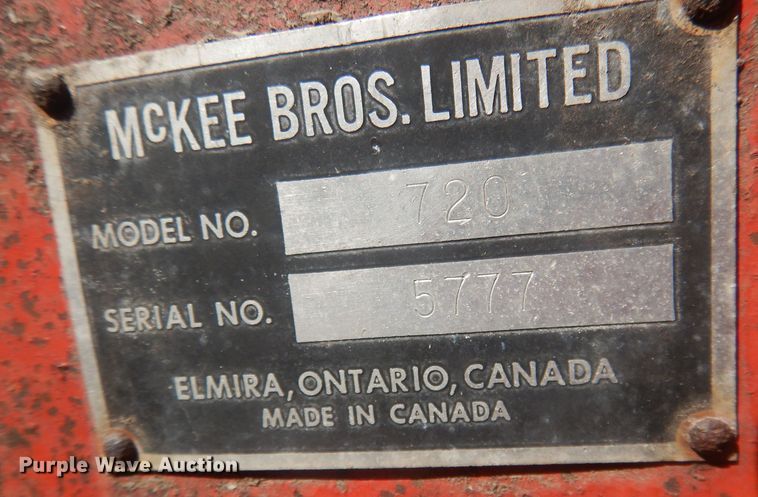 McKEE BROS. LIMITED
MODEL NO. 720
SERIAL NO. 5777
ELMIRA, ONTARIO, CANADA
MADE IN CANADA
Purple Wave Auction